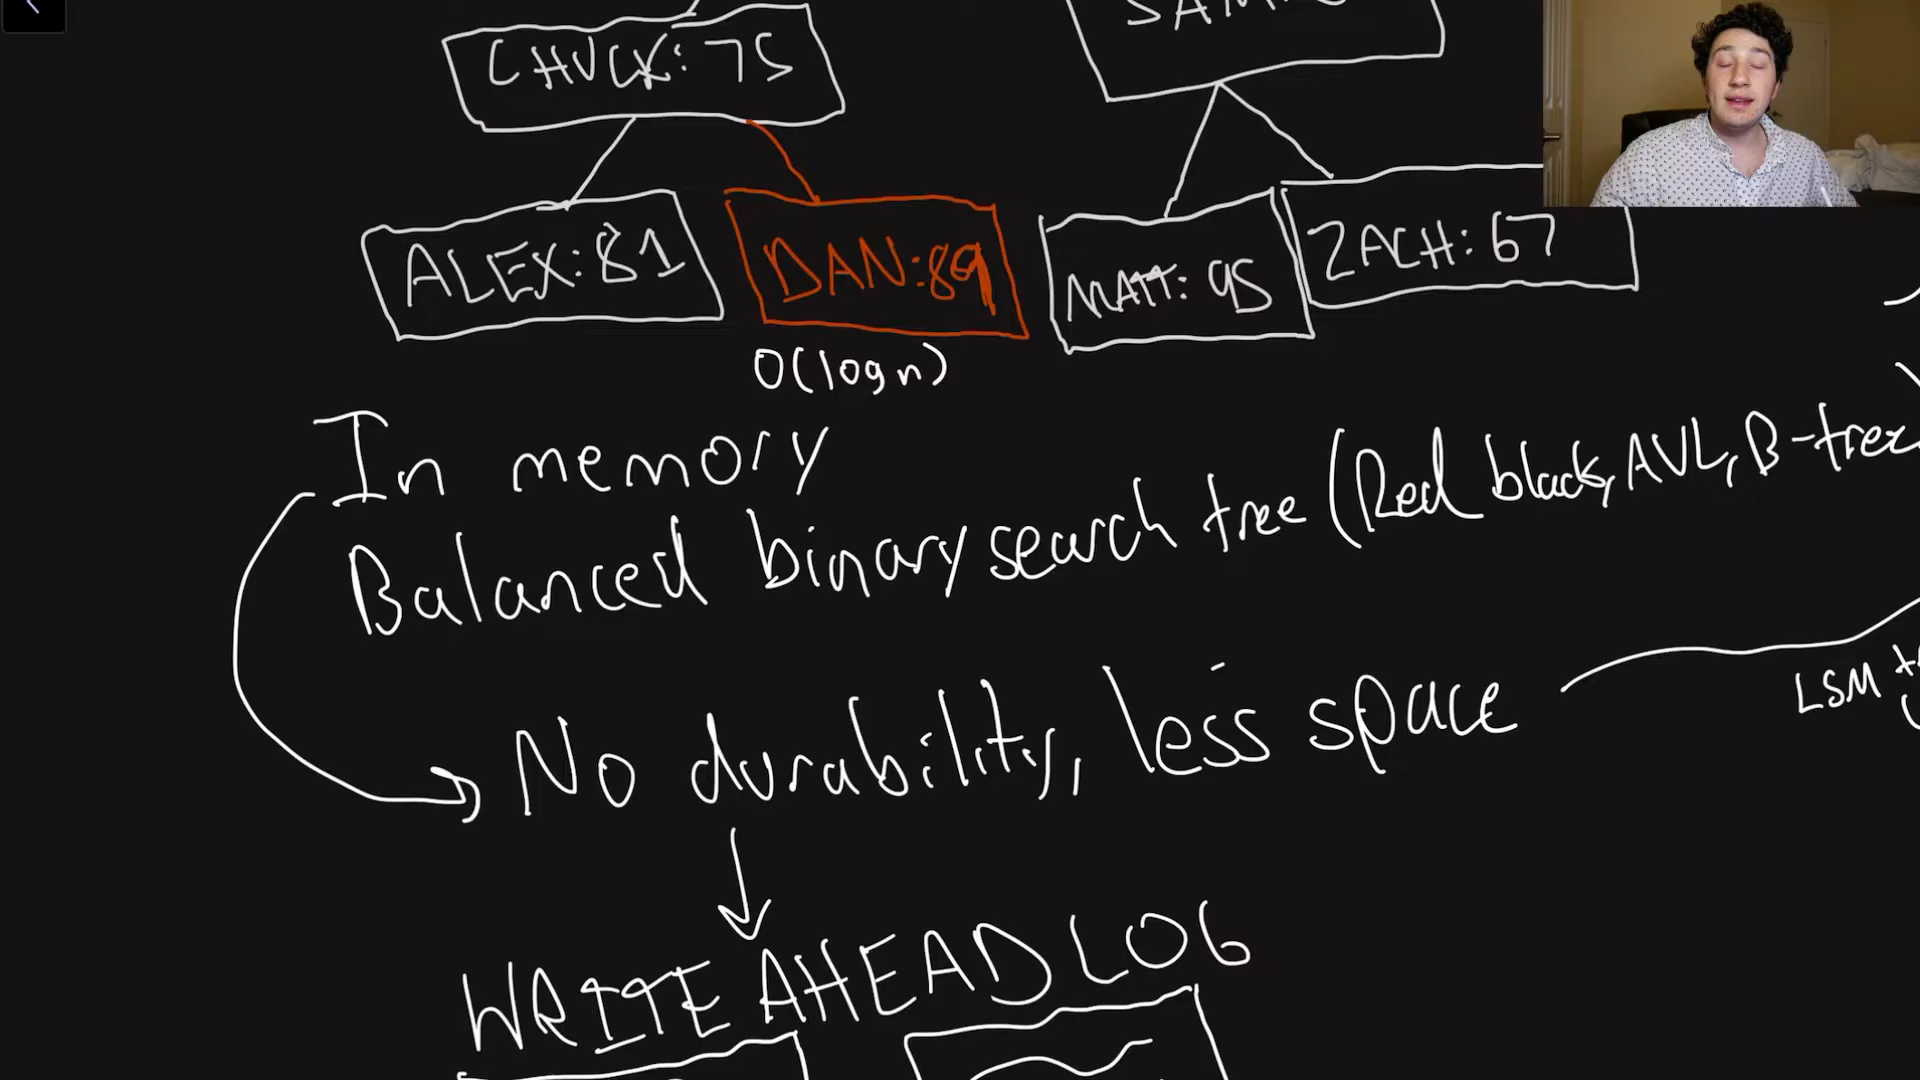 CHUCK: 75
ALEX: 81
DAN: 89
MATT: 95
ZACH: 67
O(log n)
In memory
Balanced binary search tree (Red black, AVL, B-tree
No durability, less space
LSM
WRITE AHEAD LOG